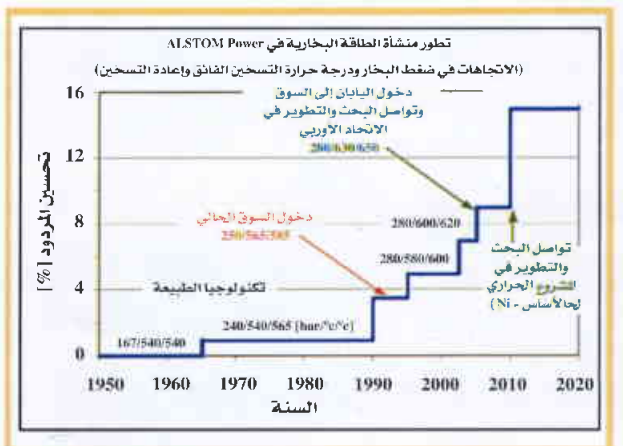 تطور منشأة الطاقة البخارية في ALSTOM Power
(الاتجاهات في ضغط البخار ودرجة حرارة التسخين الفائق وإعادة التسخين)
دخول اليابان إلى السوق
وتواصل البحث والتطوير في
الاتحاد الاوربي
280/630/650
دخول السوق الحالي
250/565/585
280/600/620
280/580/600
تكنولوجيا الطبيعة
240/540/565 [bar/°c/°c]
167/540/540
تواصل البحث
والتطوير في
المشروع الحراري
Ni - الأساس)
تحسين المردود [%]
16
12
8
4
0
1950 1960 1970 1980 1990 2000 2010 2020
السنة